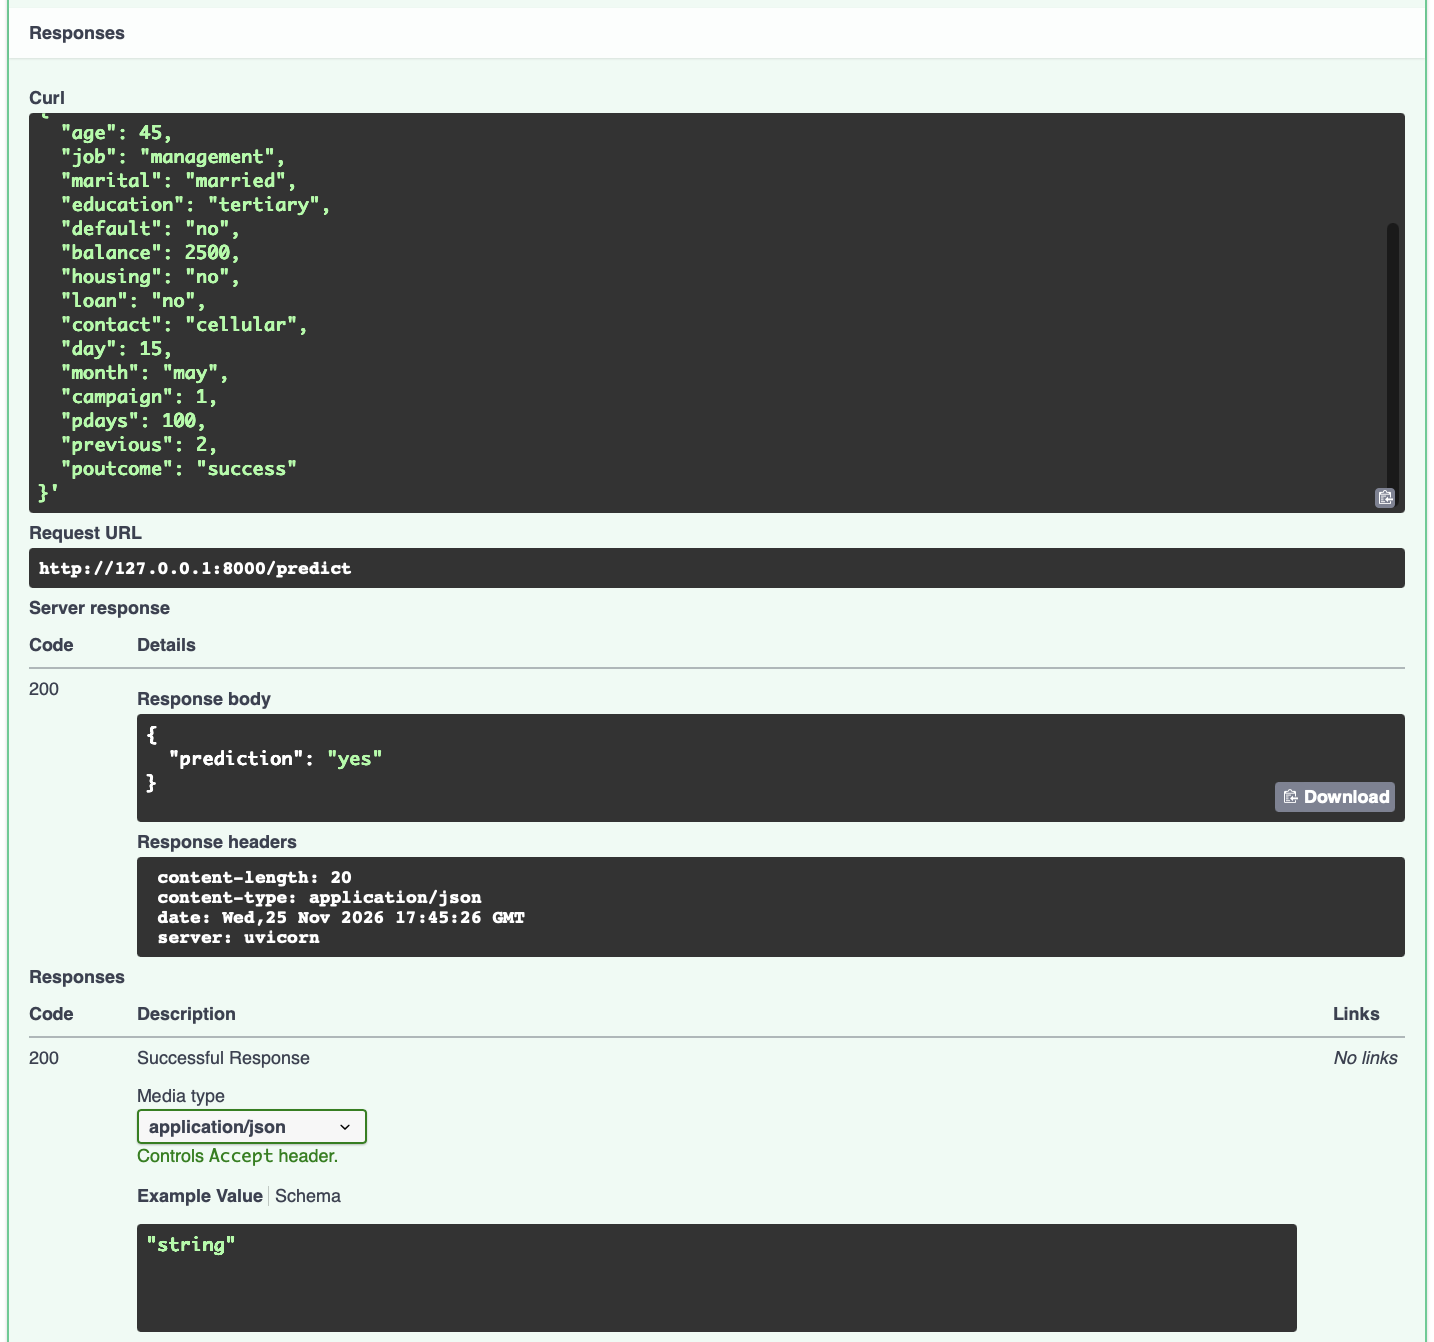 Responses
Curl
{
"age": 45,
"job": "management",
"marital": "married",
"education": "tertiary",
"default": "no",
"balance": 2500,
"housing": "no",
"loan": "no",
"contact": "cellular",
"day": 15,
"month": "may",
"campaign": 1,
"pdays": 100,
"previous": 2,
"poutcome": "success"
}'
Request URL
http://127.0.0.1:8000/predict
Server response
Code Details
200
Response body
{
"prediction": "yes"
}
Download
Response headers
content-length: 20
content-type: application/json
date: Wed,25 Nov 2026 17:45:26 GMT
server: uvicorn
Responses
Code Description Links
200 Successful Response No links
Media type
application/json
Controls Accept header.
Example Value Schema
"string"